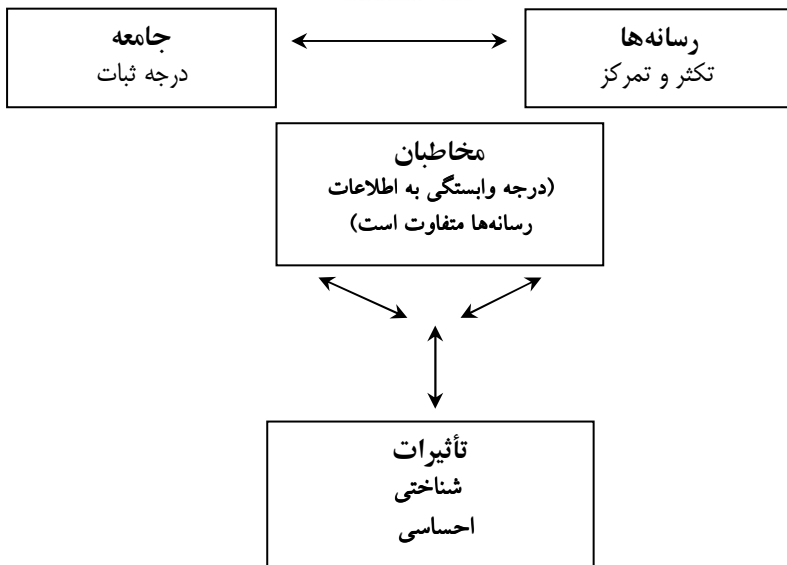 رسانه‌ها
تکثر و تمرکز
جامعه
درجه ثبات
مخاطبان
(درجه وابستگی به اطلاعات
رسانه‌ها متفاوت است)
تأثیرات
شناختی
احساسی